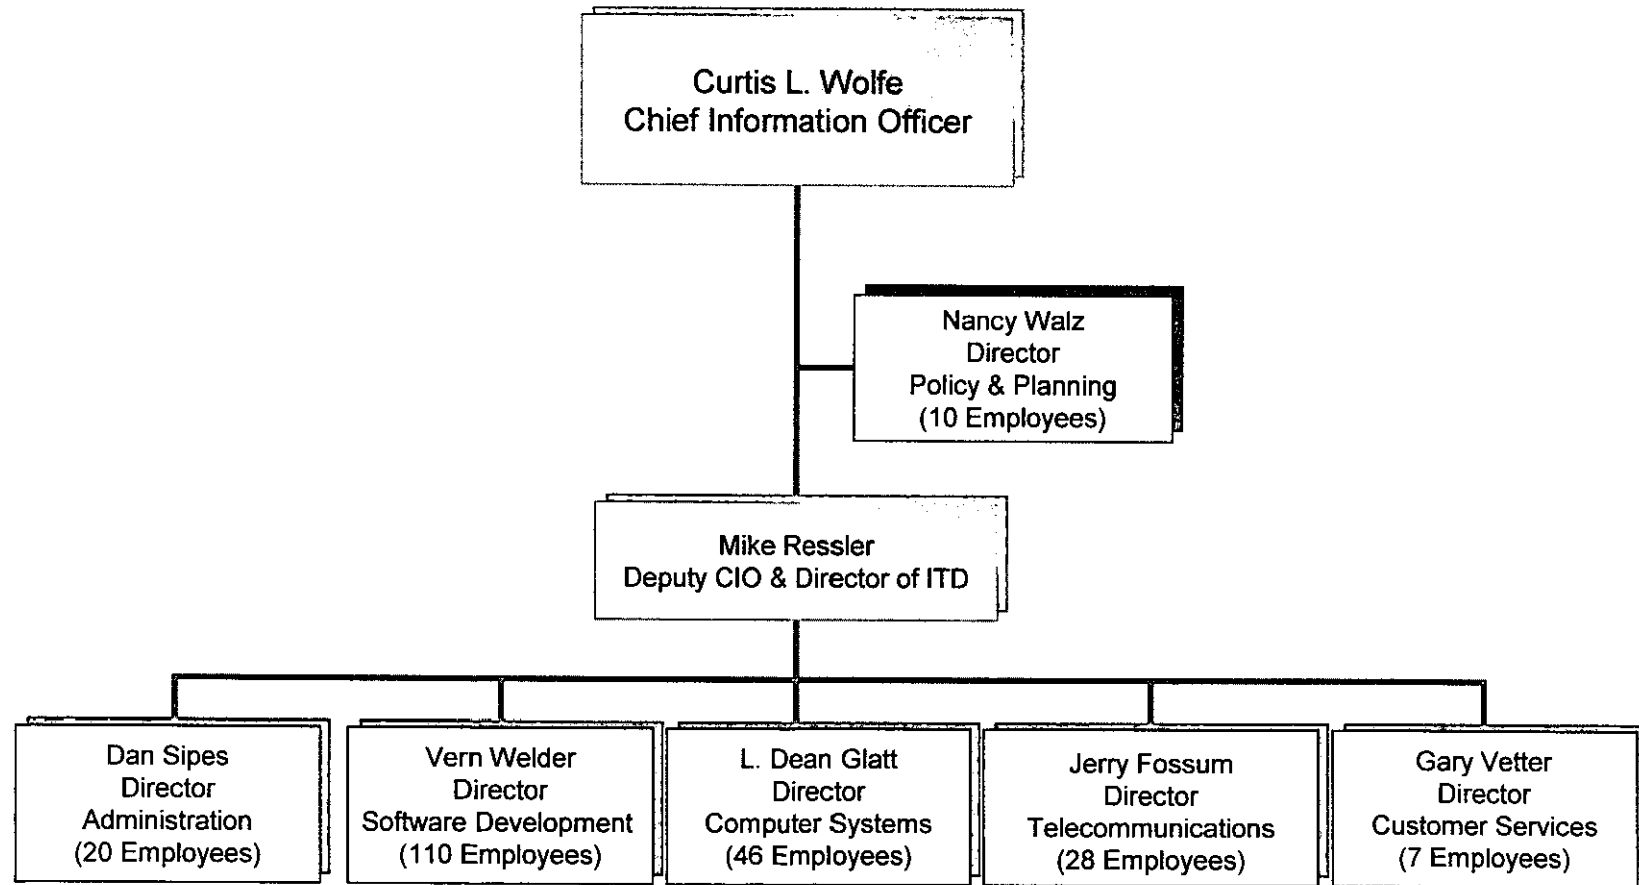 Curtis L. Wolfe
Chief Information Officer
Nancy Walz
Director
Policy & Planning
(10 Employees)
Mike Ressler
Deputy CIO & Director of ITD
Dan Sipes
Director
Administration
(20 Employees)
Vern Welder
Director
Software Development
(110 Employees)
L. Dean Glatt
Director
Computer Systems
(46 Employees)
Jerry Fossum
Director
Telecommunications
(28 Employees)
Gary Vetter
Director
Customer Services
(7 Employees)